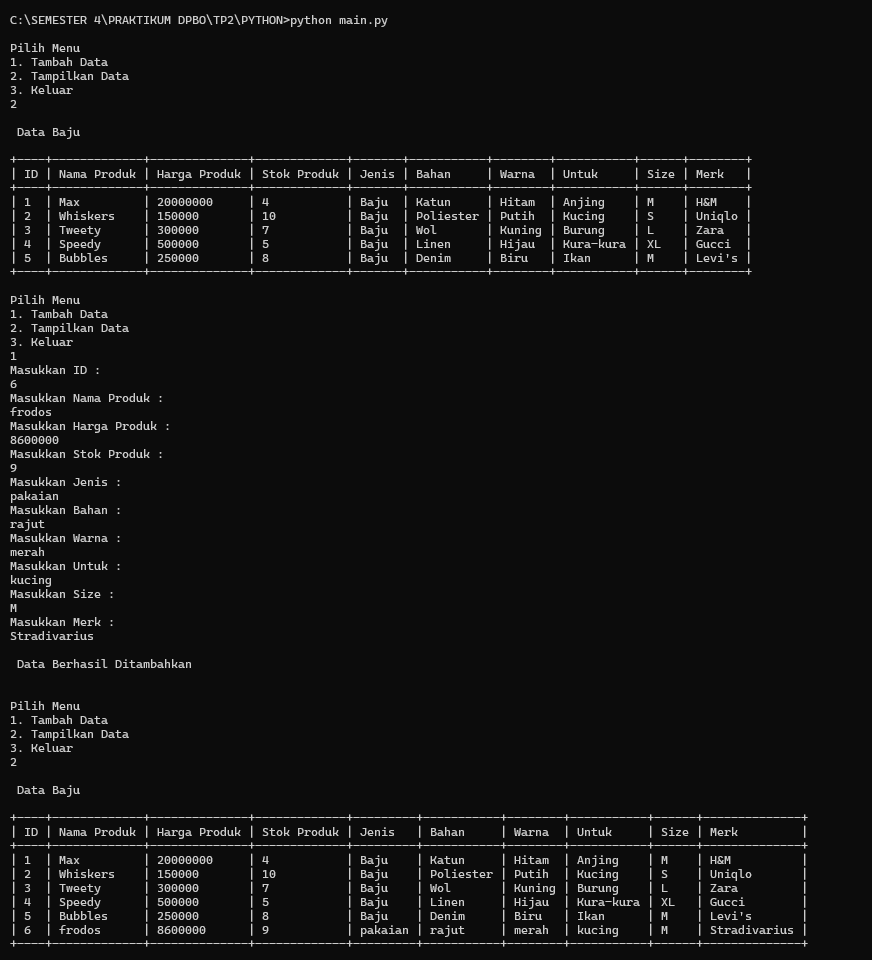 C:\SEMESTER 4\PRAKTIKUM DPBO\TP2\PYTHON>python main.py
Pilih Menu
1. Tambah Data
2. Tampilkan Data
3. Keluar
2
Data Baju
+----+--------------+---------------+--------------+-------+-----------+--------+------------+------+---------+
| ID | Nama Produk | Harga Produk | Stok Produk | Jenis | Bahan | Warna | Untuk | Size | Merk |
+----+-------------+--------------+-------------+-------+-----------+--------+-----------+------+--------+
| 1 | Max | 20000000 | 4 | Baju | Katun | Hitam | Anjing | M | H&M |
| 2 | Whiskers | 150000 | 10 | Baju | Poliester | Putih | Kucing | S | Uniqlo |
| 3 | Tweety | 300000 | 7 | Baju | Wol | Kuning | Burung | L | Zara |
| 4 | Speedy | 500000 | 5 | Baju | Linen | Hijau | Kura-kura | XL | Gucci |
| 5 | Bubbles | 250000 | 8 | Baju | Denim | Biru | Ikan | M | Levi's |
+----+-------------+--------------+-------------+-------+-----------+--------+-----------+------+--------+
Pilih Menu
1. Tambah Data
2. Tampilkan Data
3. Keluar
1
Masukkan ID :
6
Masukkan Nama Produk :
frodos
Masukkan Harga Produk :
8600000
Masukkan Stok Produk :
9
Masukkan Jenis :
pakaian
Masukkan Bahan :
rajut
Masukkan Warna :
merah
Masukkan Untuk :
kucing
Masukkan Size :
M
Masukkan Merk :
Stradivarius
Data Berhasil Ditambahkan
Pilih Menu
1. Tambah Data
2. Tampilkan Data
3. Keluar
2
Data Baju
+----+-------------+--------------+-------------+---------+-----------+--------+-----------+------+--------------+
| ID | Nama Produk | Harga Produk | Stok Produk | Jenis | Bahan | Warna | Untuk | Size | Merk |
+----+-------------+--------------+-------------+---------+-----------+--------+-----------+------+--------------+
| 1 | Max | 20000000 | 4 | Baju | Katun | Hitam | Anjing | M | H&M |
| 2 | Whiskers | 150000 | 10 | Baju | Poliester | Putih | Kucing | S | Uniqlo |
| 3 | Tweety | 300000 | 7 | Baju | Wol | Kuning | Burung | L | Zara |
| 4 | Speedy | 500000 | 5 | Baju | Linen | Hijau | Kura-kura | XL | Gucci |
| 5 | Bubbles | 250000 | 8 | Baju | Denim | Biru | Ikan | M | Levi's |
| 6 | frodos | 8600000 | 9 | pakaian | rajut | merah | kucing | M | Stradivarius |
+----+-------------+--------------+-------------+---------+-----------+--------+-----------+------+--------------+